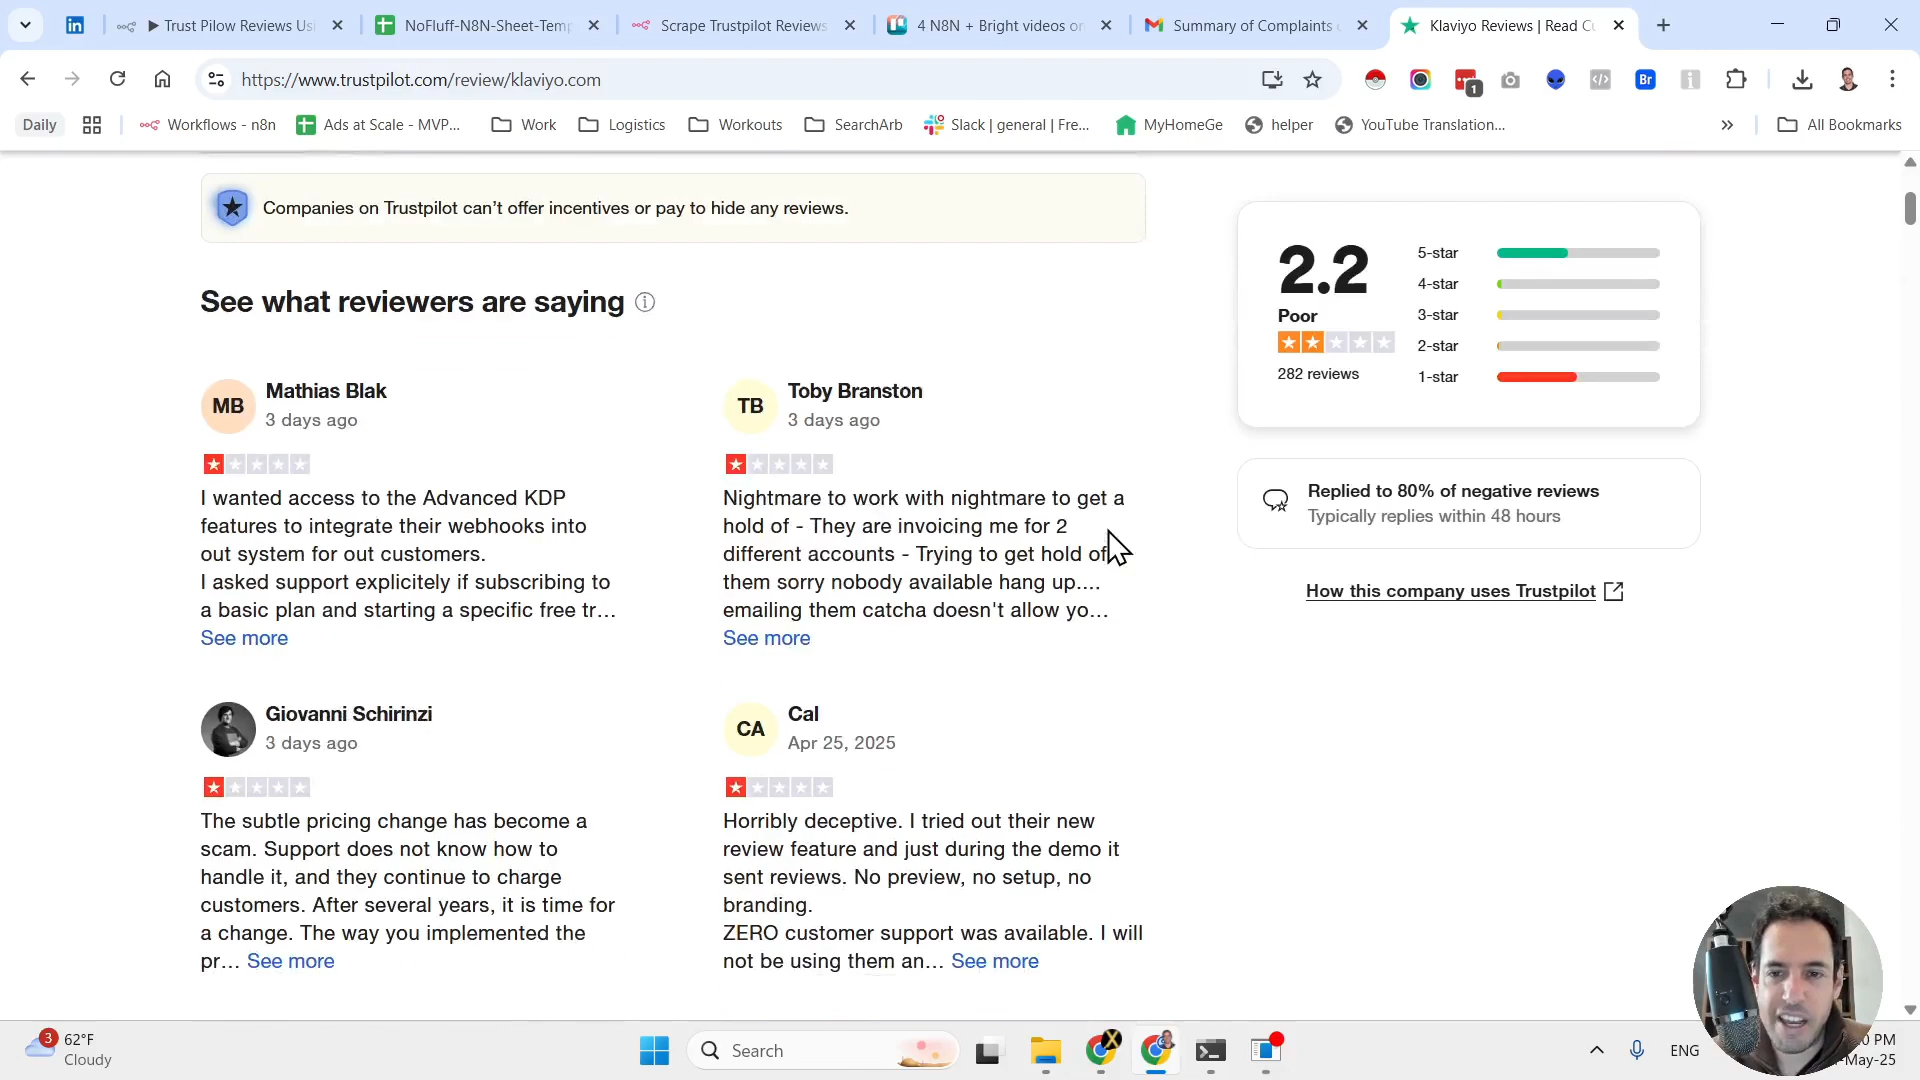 Trust Pilow Reviews Us
NoFluff-N8N-Sheet-Temp
Scrape Trustpilot Reviews
4 N8N + Bright videos on
Summary of Complaints
Klaviyo Reviews | Read Cu
https://www.trustpilot.com/review/klaviyo.com
1
Br
Daily
Workflows - n8n
Ads at Scale - MVP...
Work
Logistics
Workouts
SearchArb
Slack | general | Fre...
MyHomeGe
helper
YouTube Translation...
All Bookmarks
Companies on Trustpilot can’t offer incentives or pay to hide any reviews.
See what reviewers are saying
MB
Mathias Blak
3 days ago
I wanted access to the Advanced KDP
features to integrate their webhooks into
out system for out customers.
I asked support explicitely if subscribing to
a basic plan and starting a specific free tr...
See more
TB
Toby Branston
3 days ago
Nightmare to work with nightmare to get a
hold of - They are invoicing me for 2
different accounts - Trying to get hold of
them sorry nobody available hang up....
emailing them catcha doesn't allow yo...
See more
Giovanni Schirinzi
3 days ago
The subtle pricing change has become a
scam. Support does not know how to
handle it, and they continue to charge
customers. After several years, it is time for
a change. The way you implemented the
pr... See more
CA
Cal
Apr 25, 2025
Horribly deceptive. I tried out their new
review feature and just during the demo it
sent reviews. No preview, no setup, no
branding.
ZERO customer support was available. I will
not be using them an... See more
2.2
Poor
282 reviews
5-star
4-star
3-star
2-star
1-star
Replied to 80% of negative reviews
Typically replies within 48 hours
How this company uses Trustpilot
3
62°F
Cloudy
Search
ENG
0 PM
-May-25